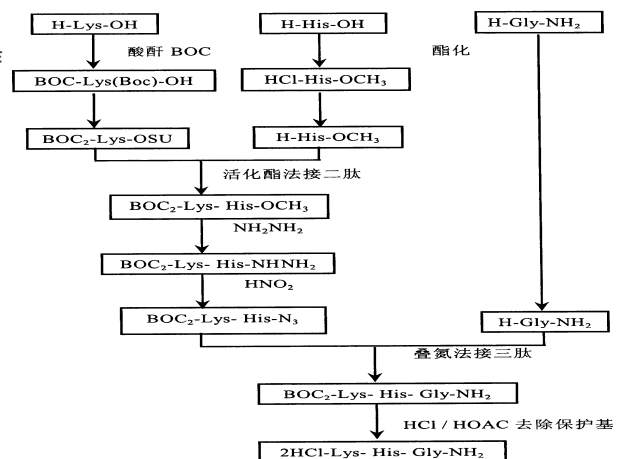 H-Lys-OH
H-His-OH
H-Gly-NH₂
酸酐 BOC
酯化
BOC-Lys(Boc)-OH
HCl-His-OCH₃
BOC₂-Lys-OSU
H-His-OCH₃
活化酯法接二肽
BOC₂-Lys- His-OCH₃
NH₂NH₂
BOC₂-Lys- His-NHNH₂
HNO₂
BOC₂-Lys- His-N₃
H-Gly-NH₂
叠氮法接三肽
BOC₂-Lys- His- Gly-NH₂
HCl / HOAC 去除保护基
2HCl-Lys- His- Gly-NH₂